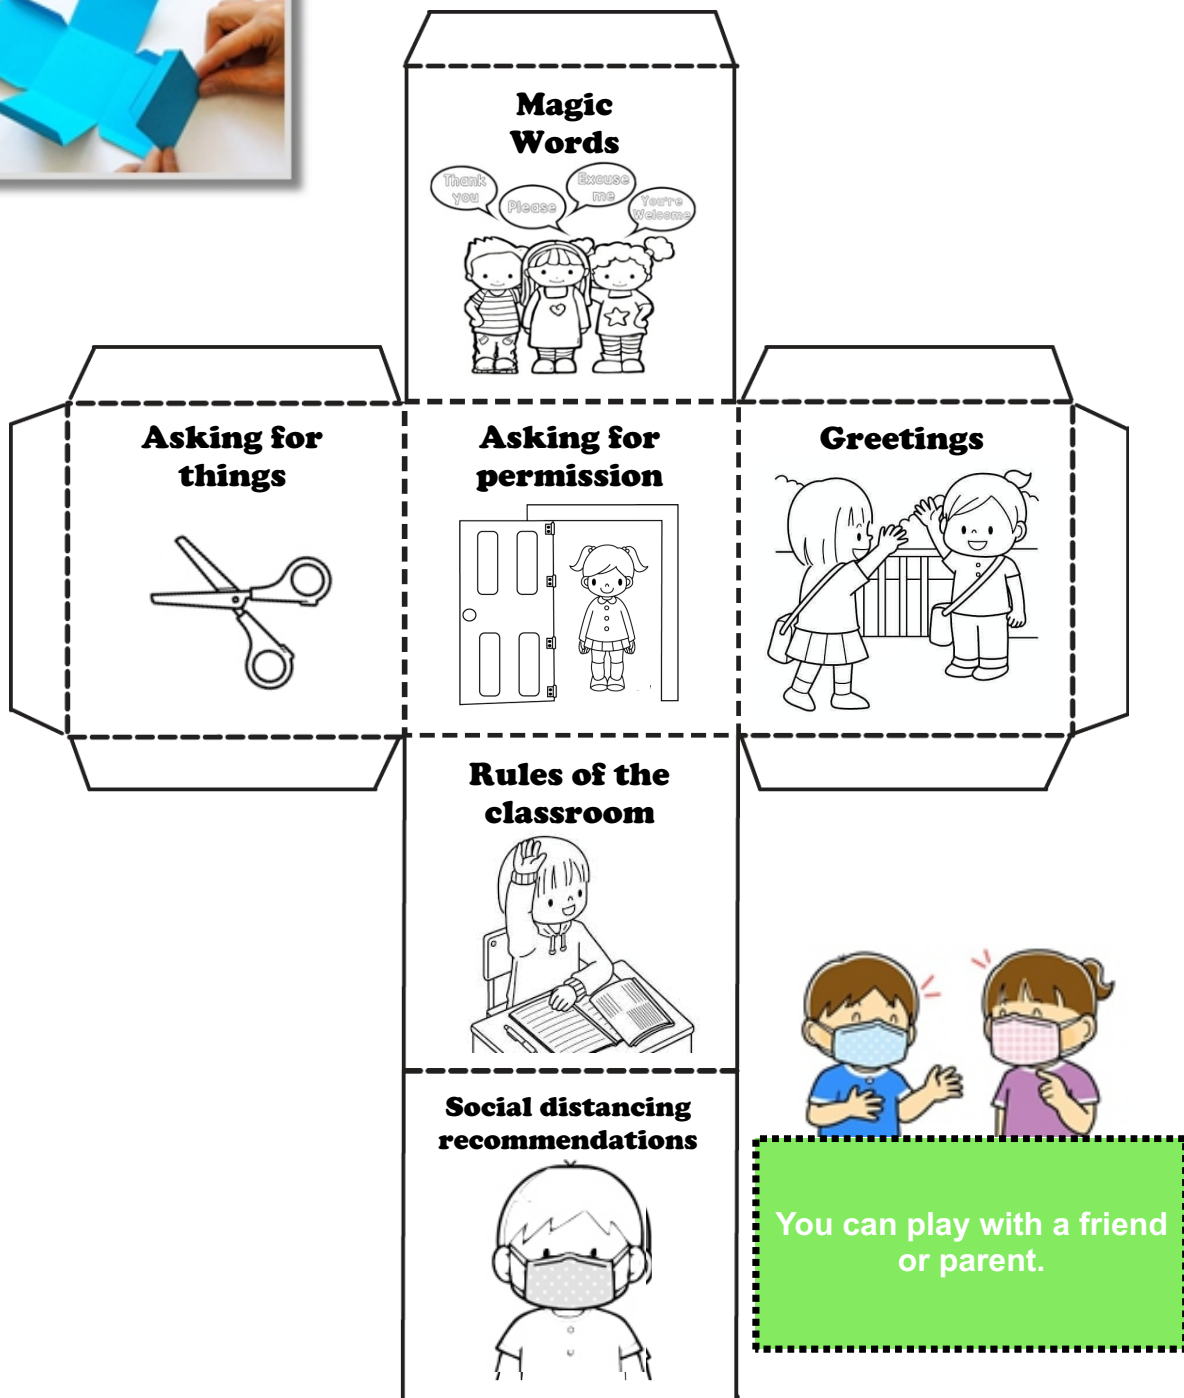 Magic
Words
Thank
you
Please
Excuse
me
You're
Welcome
Asking for
things
Asking for
permission
Greetings
Rules of the
classroom
Social distancing
recommendations
You can play with a friend
or parent.